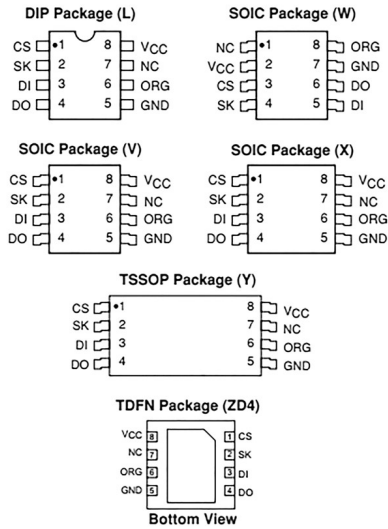 DIP Package (L)
CS 1 8 VCC
SK 2 7 NC
DI 3 6 ORG
DO 4 5 GND
SOIC Package (W)
NC 1 8 ORG
VCC 2 7 GND
CS 3 6 DO
SK 4 5 DI
SOIC Package (V)
CS 1 8 VCC
SK 2 7 NC
DI 3 6 ORG
DO 4 5 GND
SOIC Package (X)
CS 1 8 VCC
SK 2 7 NC
DI 3 6 ORG
DO 4 5 GND
TSSOP Package (Y)
CS 1 8 VCC
SK 2 7 NC
DI 3 6 ORG
DO 4 5 GND
TDFN Package (ZD4)
VCC 8 1 CS
NC 7 2 SK
ORG 6 3 DI
GND 5 4 DO
Bottom View